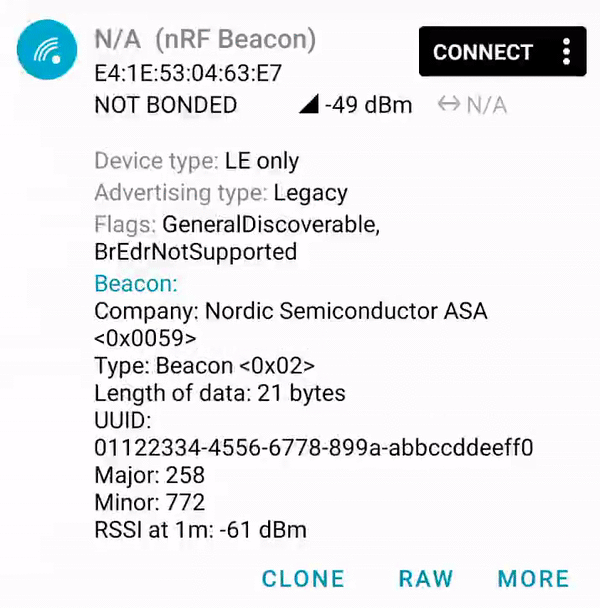 N/A (nRF Beacon)
CONNECT
E4:1E:53:04:63:E7
NOT BONDED -49 dBm N/A
Device type: LE only
Advertising type: Legacy
Flags: GeneralDiscoverable,
BrEdrNotSupported
Beacon:
Company: Nordic Semiconductor ASA
<0x0059>
Type: Beacon <0x02>
Length of data: 21 bytes
UUID:
01122334-4556-6778-899a-abbccddeeff0
Major: 258
Minor: 772
RSSI at 1m: -61 dBm
CLONE RAW MORE